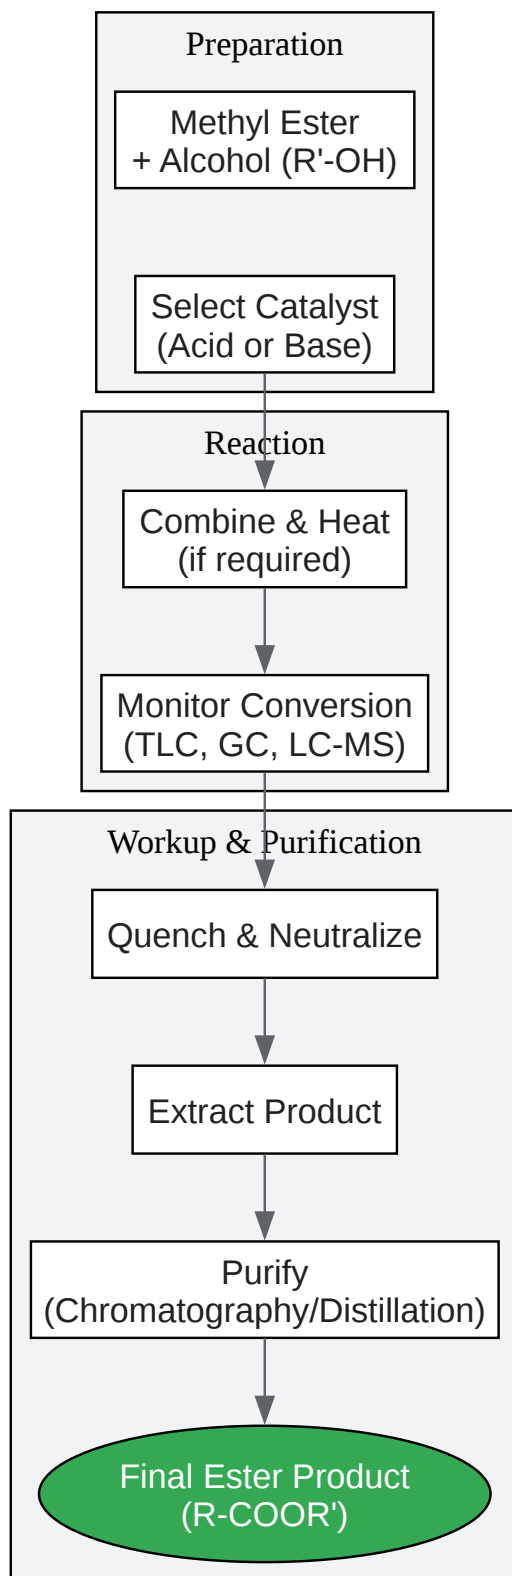 Preparation
Methyl Ester
+ Alcohol (R'-OH)
Select Catalyst
(Acid or Base)
Reaction
Combine & Heat
(if required)
Monitor Conversion
(TLC, GC, LC-MS)
Workup & Purification
Quench & Neutralize
Extract Product
Purify
(Chromatography/Distillation)
Final Ester Product
(R-COOR')